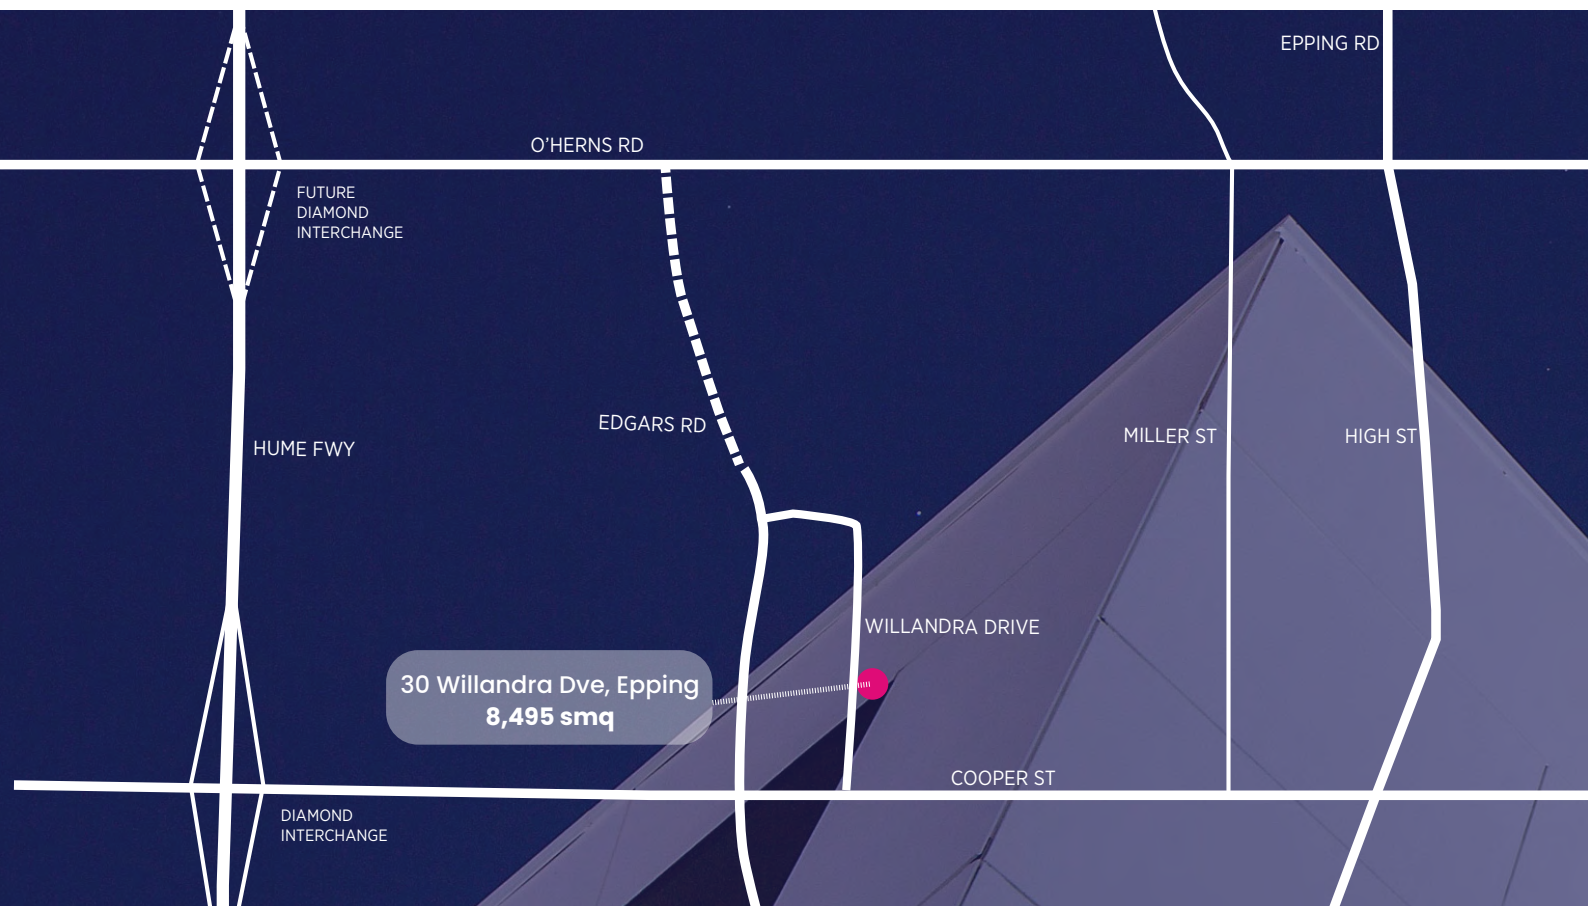 EPPING RD
O'HERNS RD
FUTURE
DIAMOND
INTERCHANGE
EDGARS RD
MILLER ST
HIGH ST
HUME FWY
WILLANDRA DRIVE
30 Willandra Dve, Epping
8,495 smq
COOPER ST
DIAMOND
INTERCHANGE